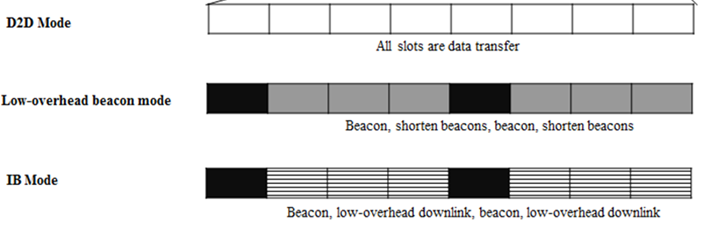 D2D Mode
All slots are data transfer
Low-overhead beacon mode
Beacon, shorten beacons, beacon, shorten beacons
IB Mode
Beacon, low-overhead downlink, beacon, low-overhead downlink